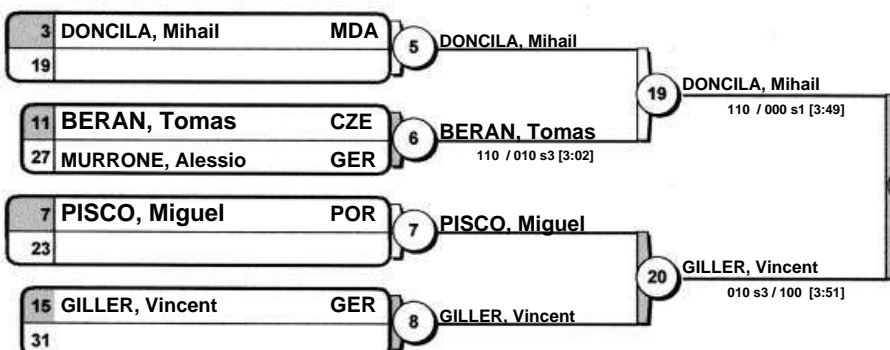 3 DONCILA, Mihail MDA
19
5 DONCILA, Mihail
11 BERAN, Tomas CZE
27 MURRONE, Alessio GER
6 BERAN, Tomas
110 / 010 s3 [3:02]
19 DONCILA, Mihail
110 / 000 s1 [3:49]
7 PISCO, Miguel POR
23
7 PISCO, Miguel
15 GILLER, Vincent GER
31
8 GILLER, Vincent
20 GILLER, Vincent
010 s3 / 100 [3:51]